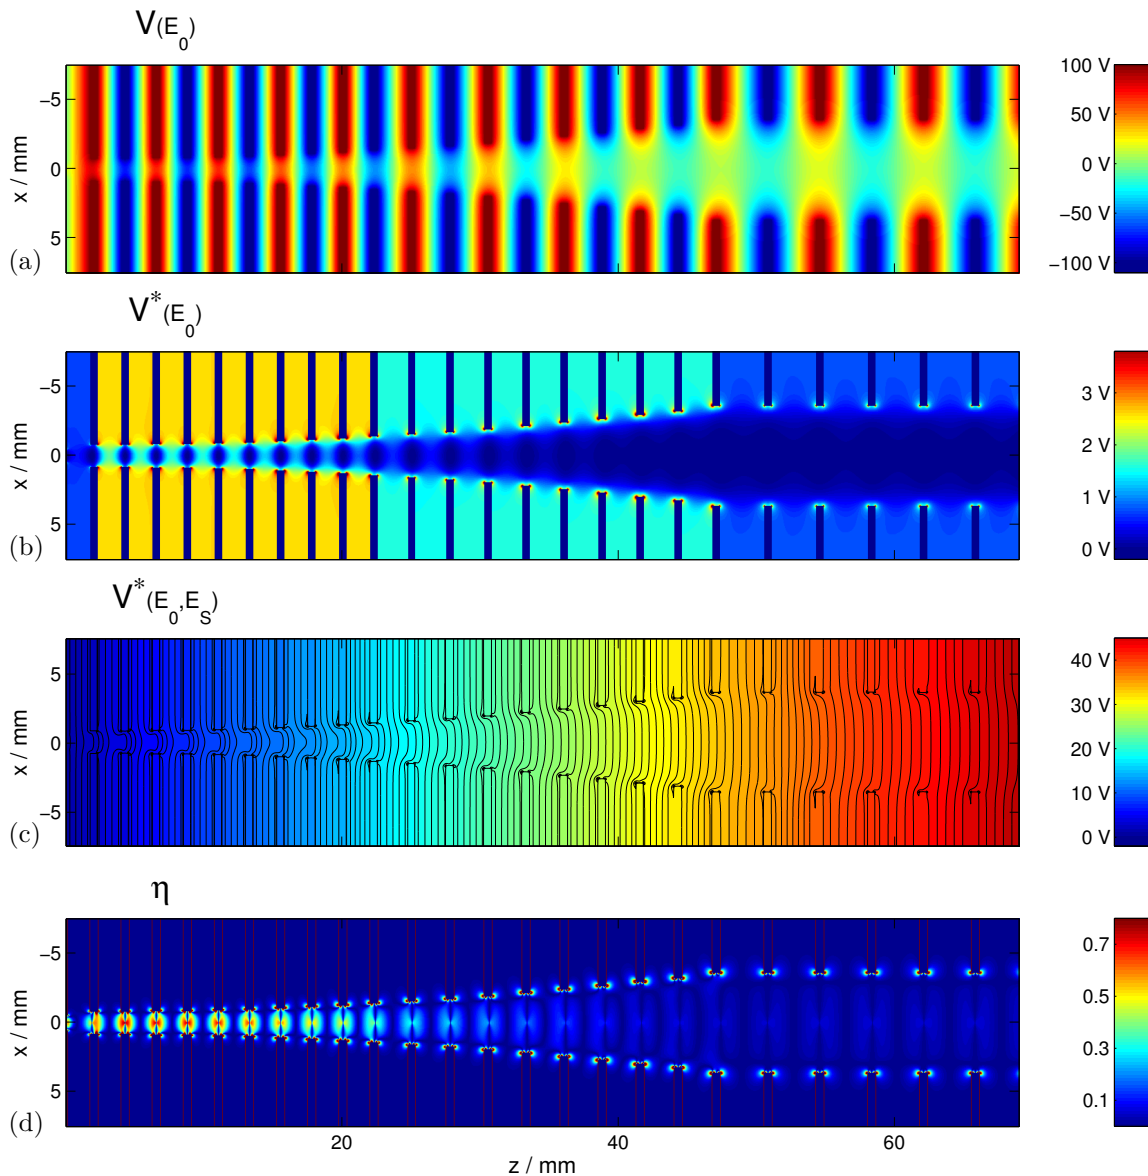 V(E0)
−5
0
5
x / mm
(a)
100 V
50 V
0 V
−50 V
−100 V
V*(E0)
−5
0
5
x / mm
(b)
3 V
2 V
1 V
0 V
V*(E0,ES)
5
0
−5
x / mm
(c)
40 V
30 V
20 V
10 V
0 V
η
−5
0
5
x / mm
(d)
0.7
0.5
0.3
0.1
20
40
60
z / mm